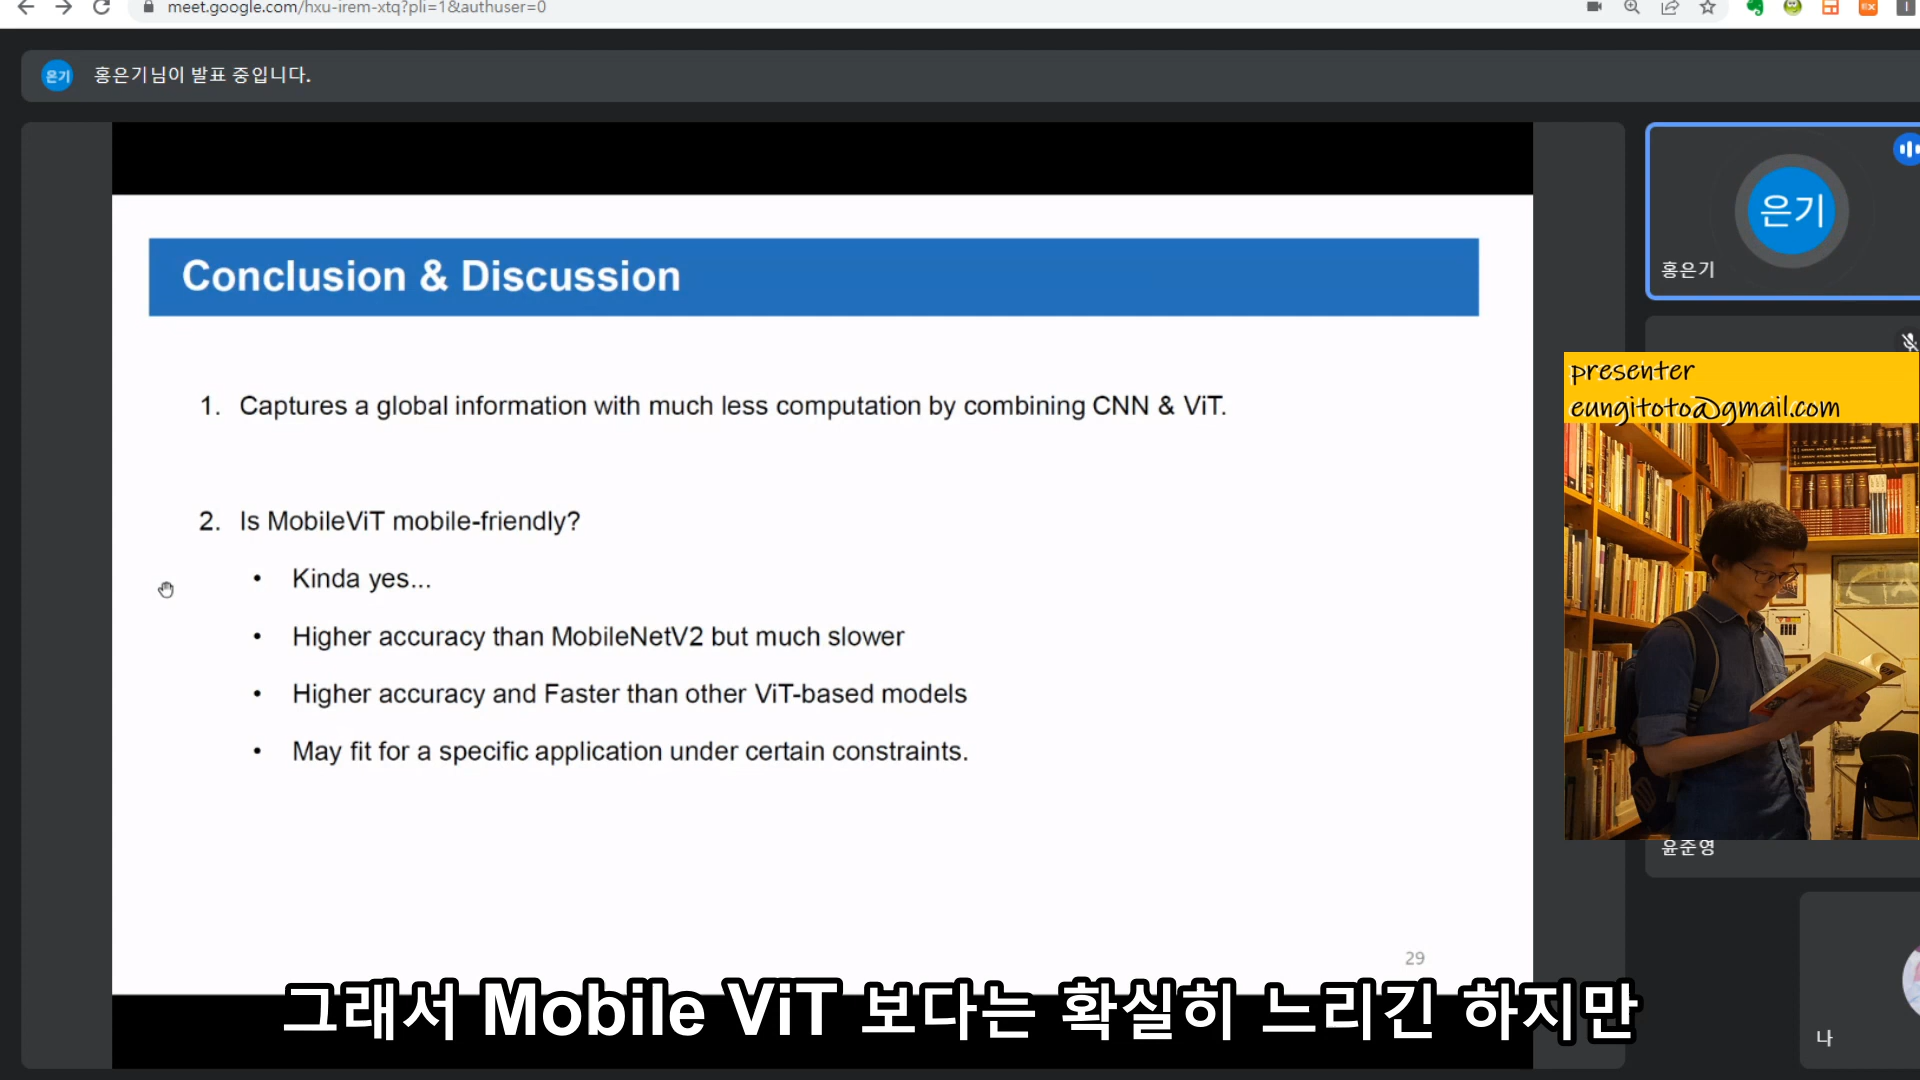 meet.google.com/hxu-irem-xtq?pli=1&authuser=0
은기 홍은기님이 발표 중입니다.
Conclusion & Discussion
1. Captures a global information with much less computation by combining CNN & ViT.
2. Is MobileViT mobile-friendly?
• Kinda yes...
• Higher accuracy than MobileNetV2 but much slower
• Higher accuracy and Faster than other ViT-based models
• May fit for a specific application under certain constraints.
29
은기
홍은기
presenter
eungitoto@gmail.com
윤준영
나
그래서 Mobile ViT 보다는 확실히 느리긴 하지만